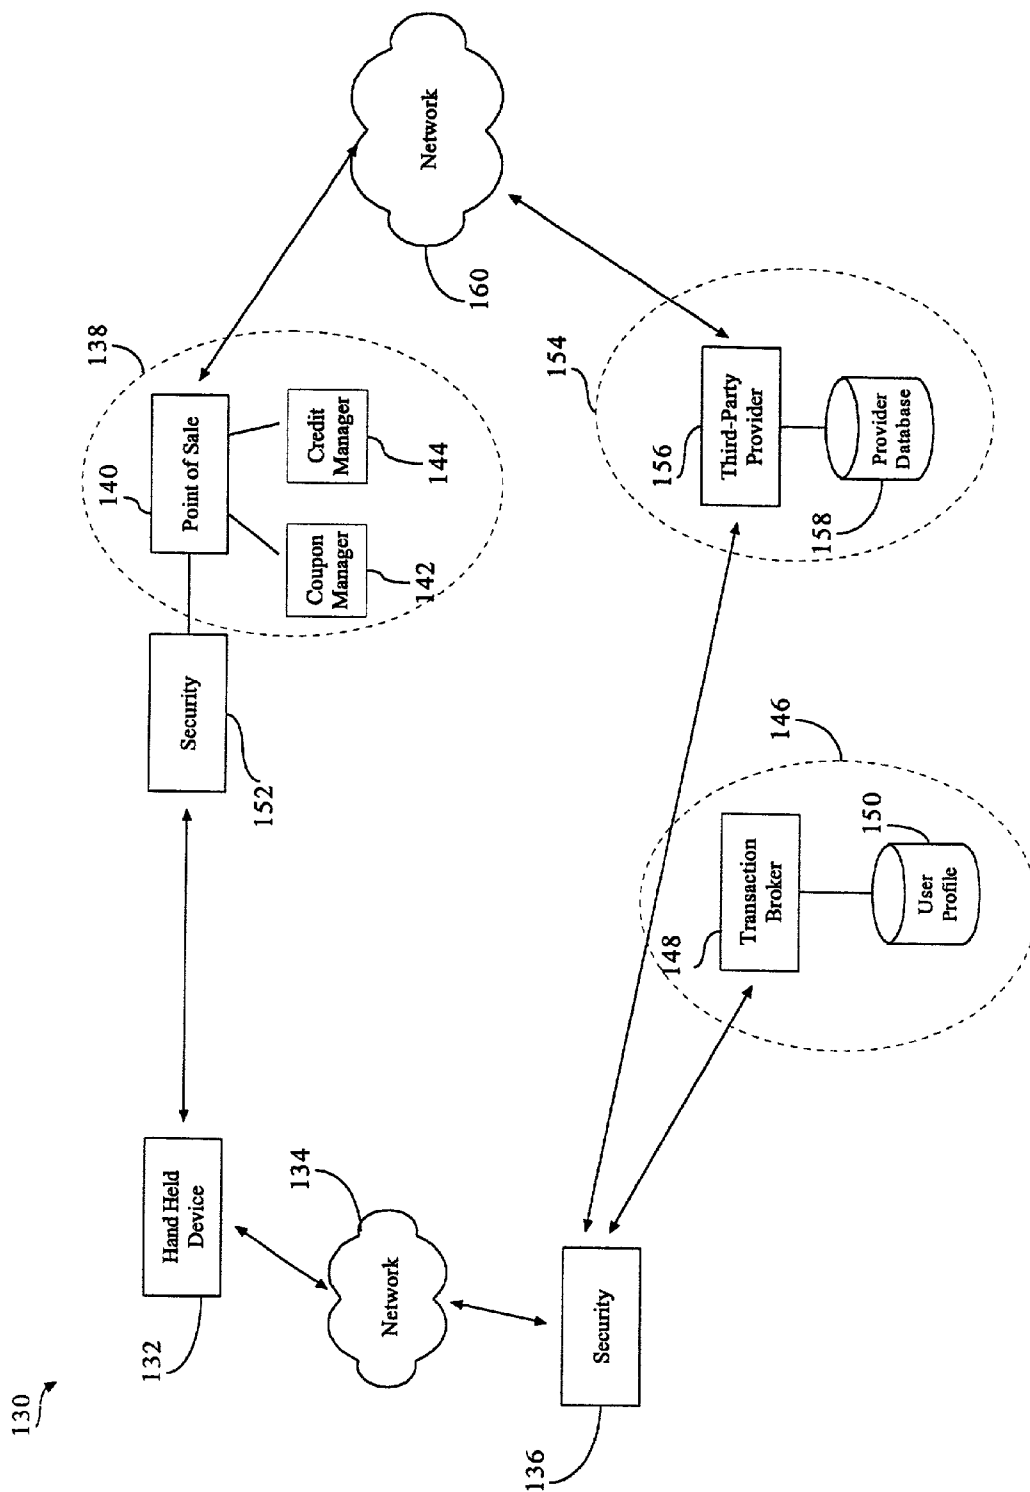 130
132
Hand Held
Device
134
Network
136
Security
152
Security
138
140
Point of Sale
Coupon
Manager
142
Credit
Manager
144
146
148
Transaction
Broker
150
User
Profile
154
156
Third-Party
Provider
158
Provider
Database
160
Network